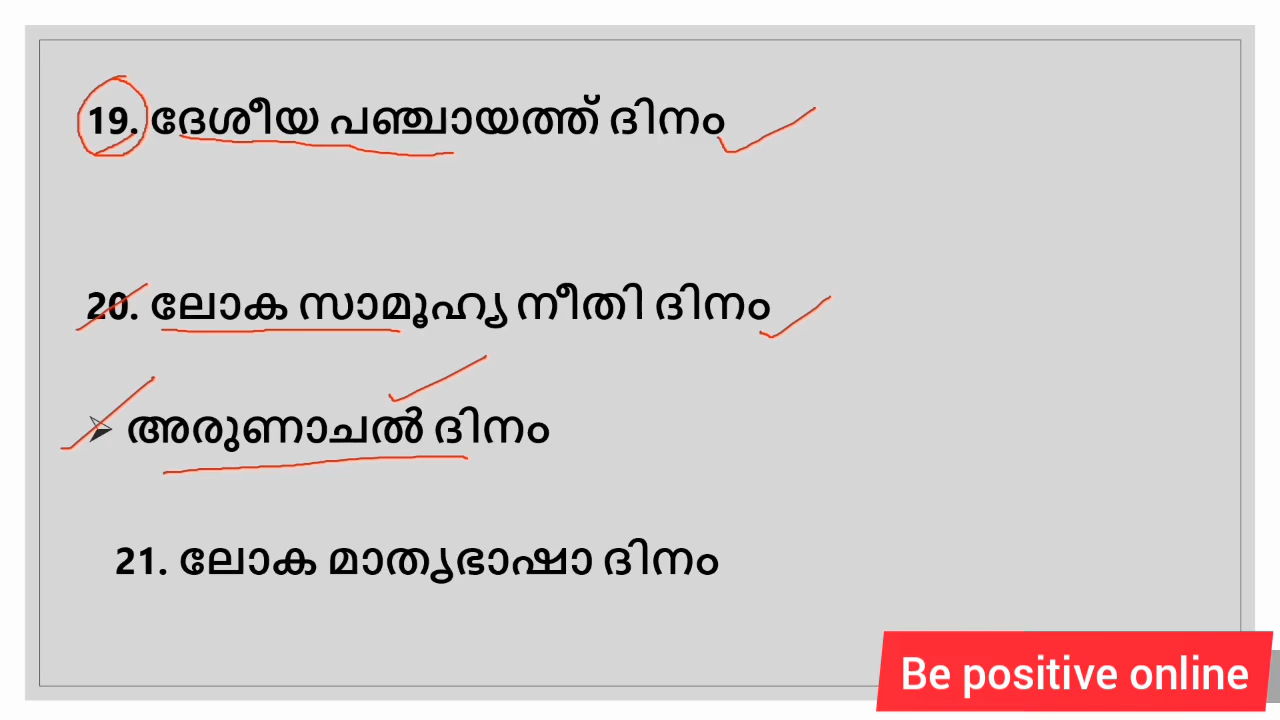 19. ദേശീയ പഞ്ചായത്ത് ദിനം
20. ലോക സാമൂഹ്യ നീതി ദിനം
➢ അരുണാചൽ ദിനം
21. ലോക മാതൃഭാഷാ ദിനം
Be positive online